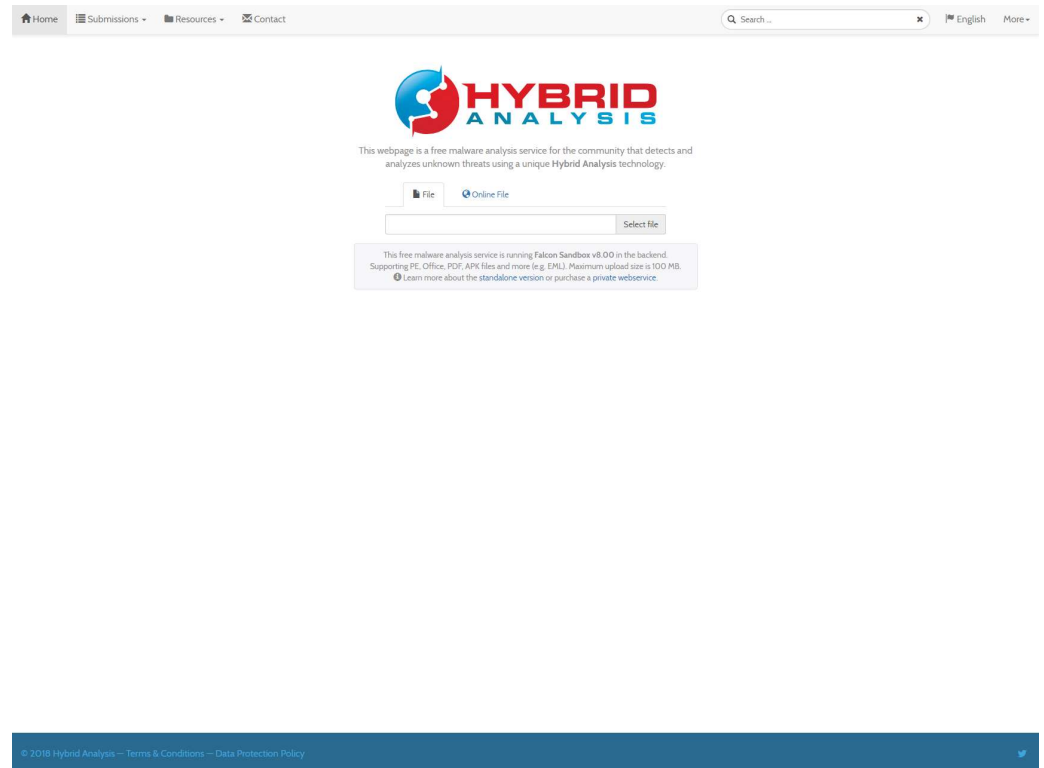 Home Submissions Resources Contact Search ... English More
HYBRID
ANALYSIS
This webpage is a free malware analysis service for the community that detects and
analyzes unknown threats using a unique Hybrid Analysis technology.
File Online File
Select file
This free malware analysis service is running Falcon Sandbox v8.00 in the backend.
Supporting PE, Office, PDF, APK files and more (e.g. EML). Maximum upload size is 100 MB.
Learn more about the standalone version or purchase a private webservice.
© 2018 Hybrid Analysis — Terms & Conditions — Data Protection Policy